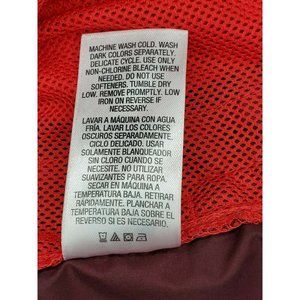 MACHINE WASH COLD. WASH
DARK COLORS SEPARATELY.
DELICATE CYCLE. USE ONLY
NON-CHLORINE BLEACH WHEN
NEEDED. DO NOT USE
SOFTENERS. TUMBLE DRY
LOW. REMOVE PROMPTLY. LOW
IRON ON REVERSE IF
NECESSARY.
LAVAR A MÁQUINA CON AGUA
FRÍA. LAVAR LOS COLORES
OSCUROS SEPARADAMENTE.
CICLO DELICADO. USAR
SOLAMENTE BLANQUEADOR
SIN CLORO CUANDO SEA
NECESARIO. NO UTILIZAR
SUAVIZANTES PARA ROPA.
SECAR EN MÁQUINA A
TEMPERATURA BAJA. RETIRAR
RÁPIDAMENTE. PLANCHAR A
TEMPERATURA BAJA SOBRE EL
REVERSO SI ES NECESARIO.